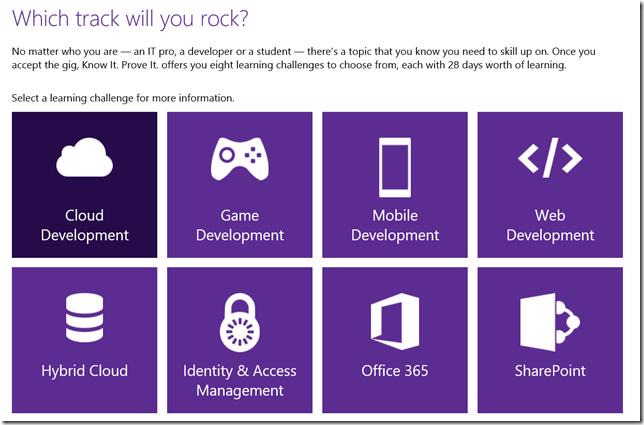 Which track will you rock?
No matter who you are — an IT pro, a developer or a student — there's a topic that you know you need to skill up on. Once you
accept the gig, Know It. Prove It. offers you eight learning challenges to choose from, each with 28 days worth of learning.
Select a learning challenge for more information.
Cloud
Development
Game
Development
Mobile
Development
</>
Web
Development
Hybrid Cloud
Identity & Access
Management
Office 365
SharePoint